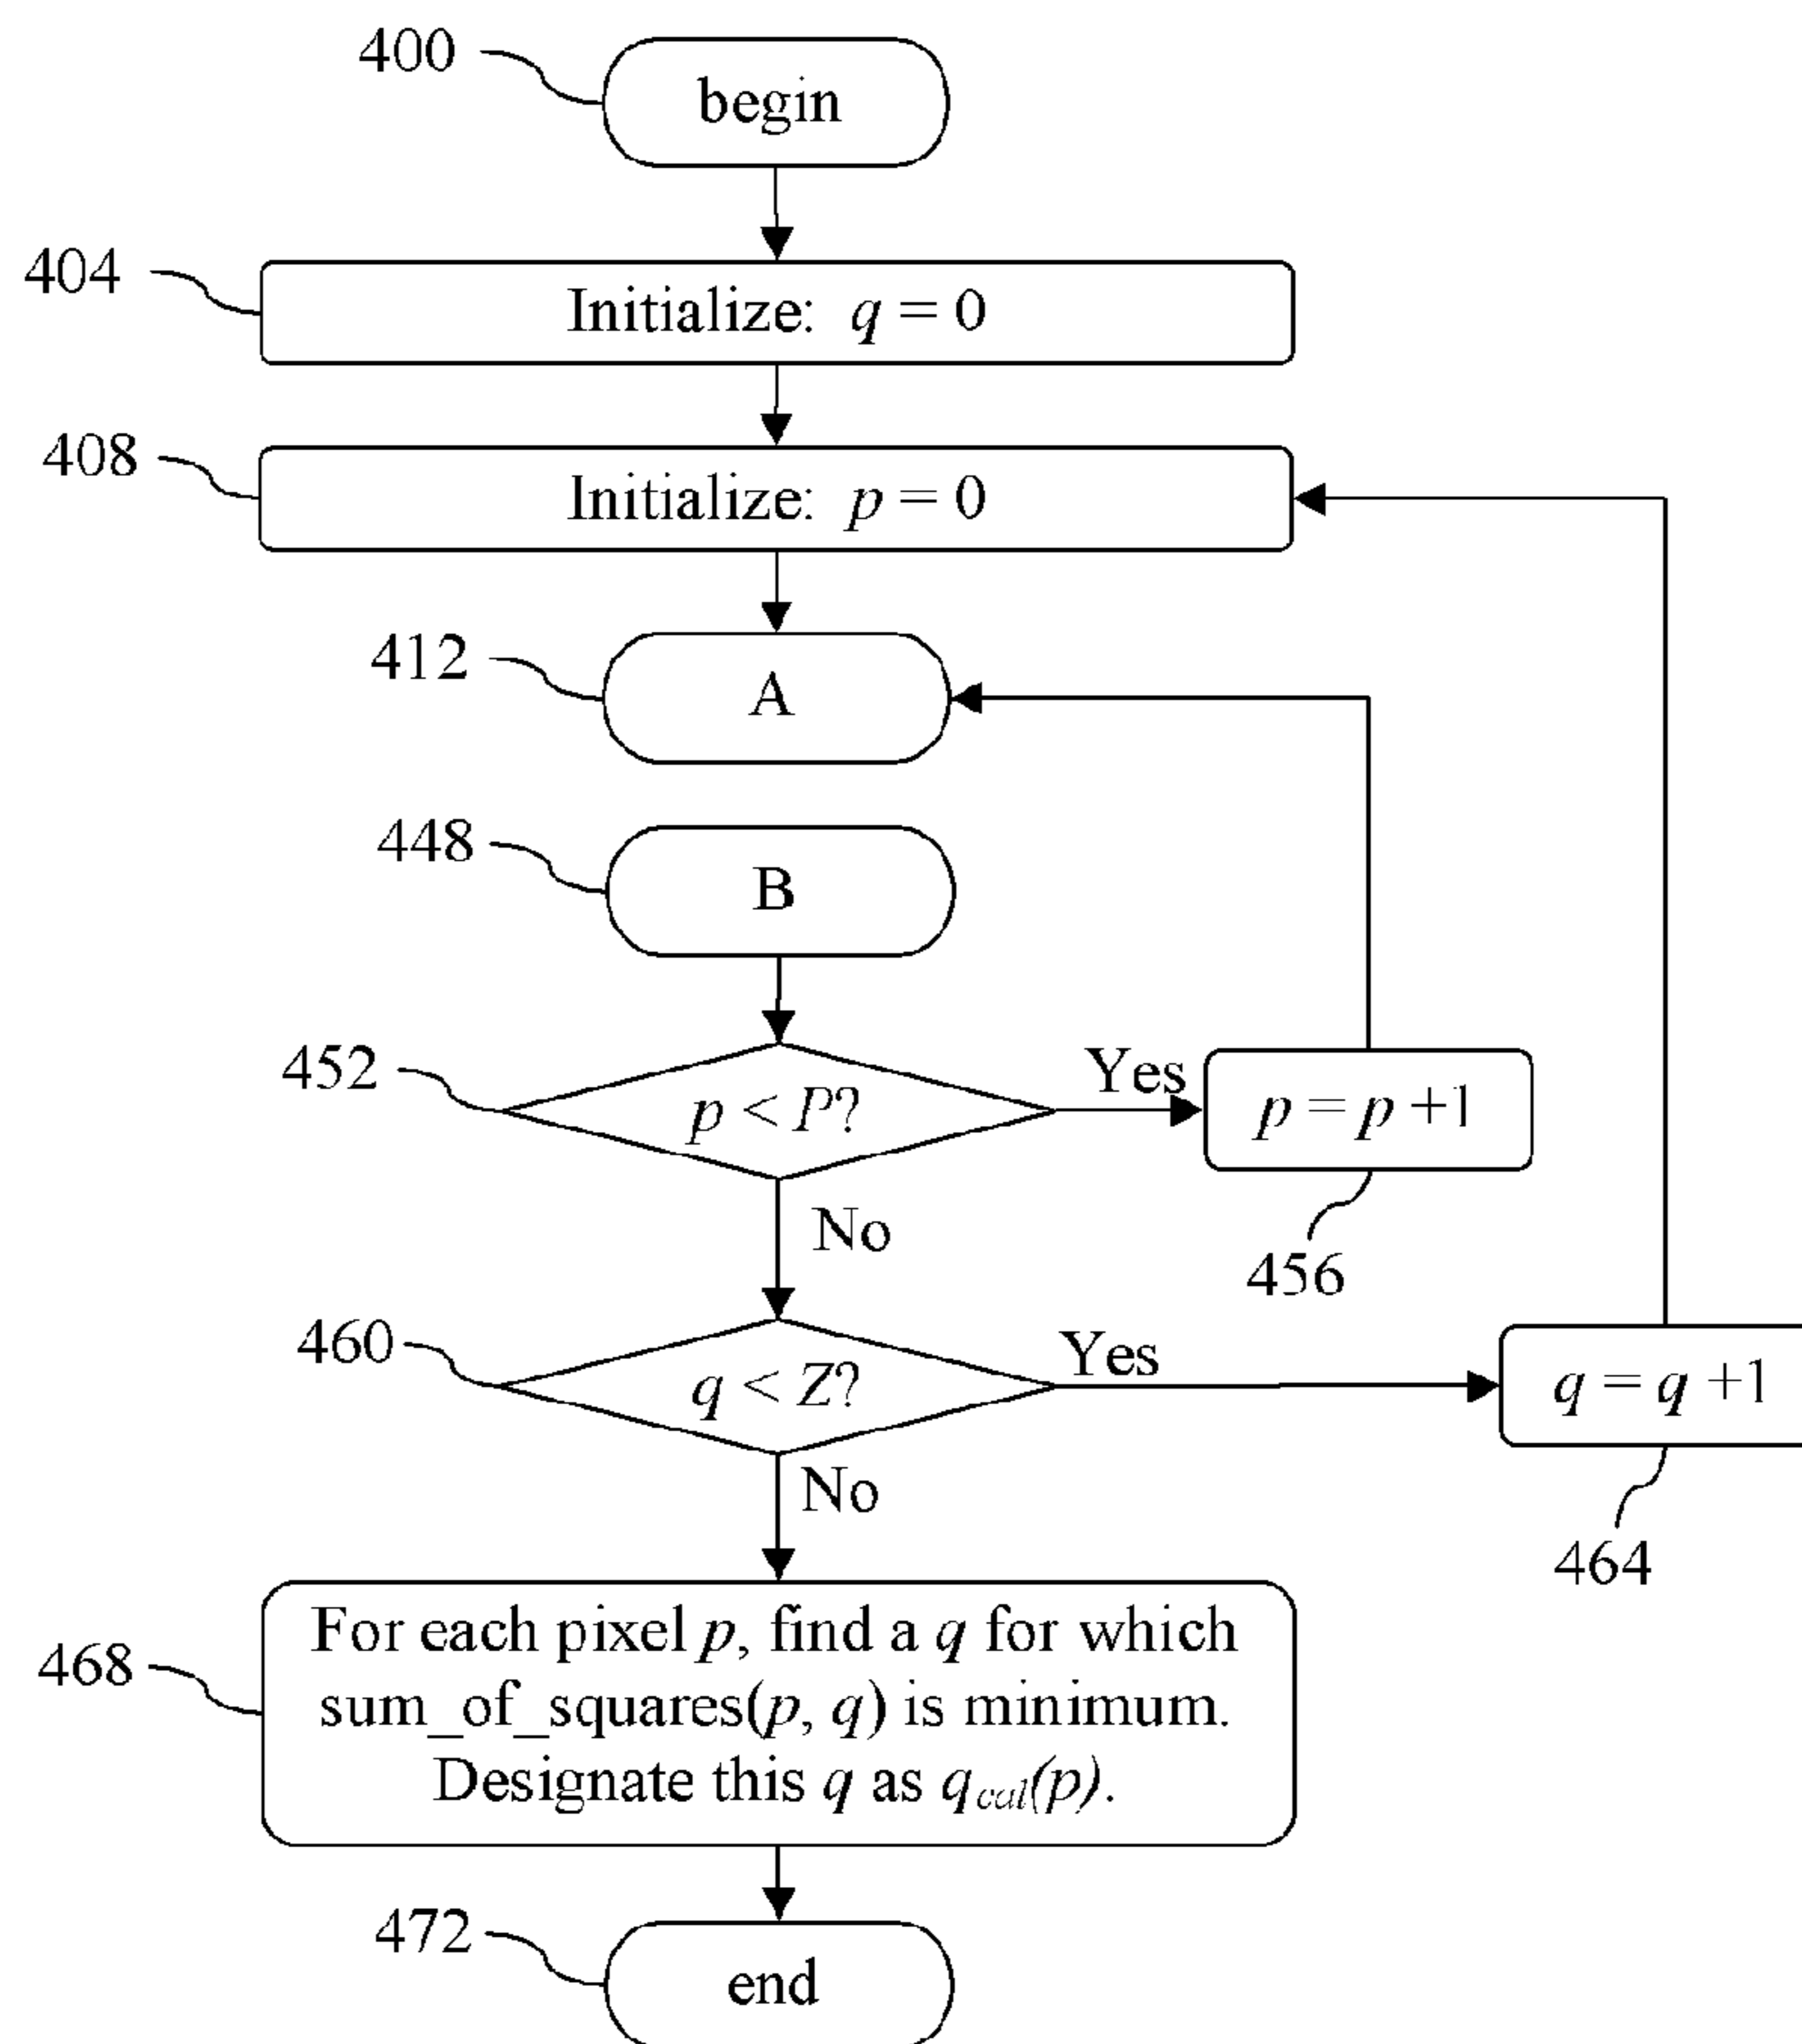 400
begin
404
Initialize: q = 0
408
Initialize: p = 0
412
A
448
B
452
p < P?
Yes
p = p +1
456
No
460
q < Z?
Yes
q = q +1
464
No
468
For each pixel p, find a q for which
sum_of_squares(p, q) is minimum.
Designate this q as qcal(p).
472
end